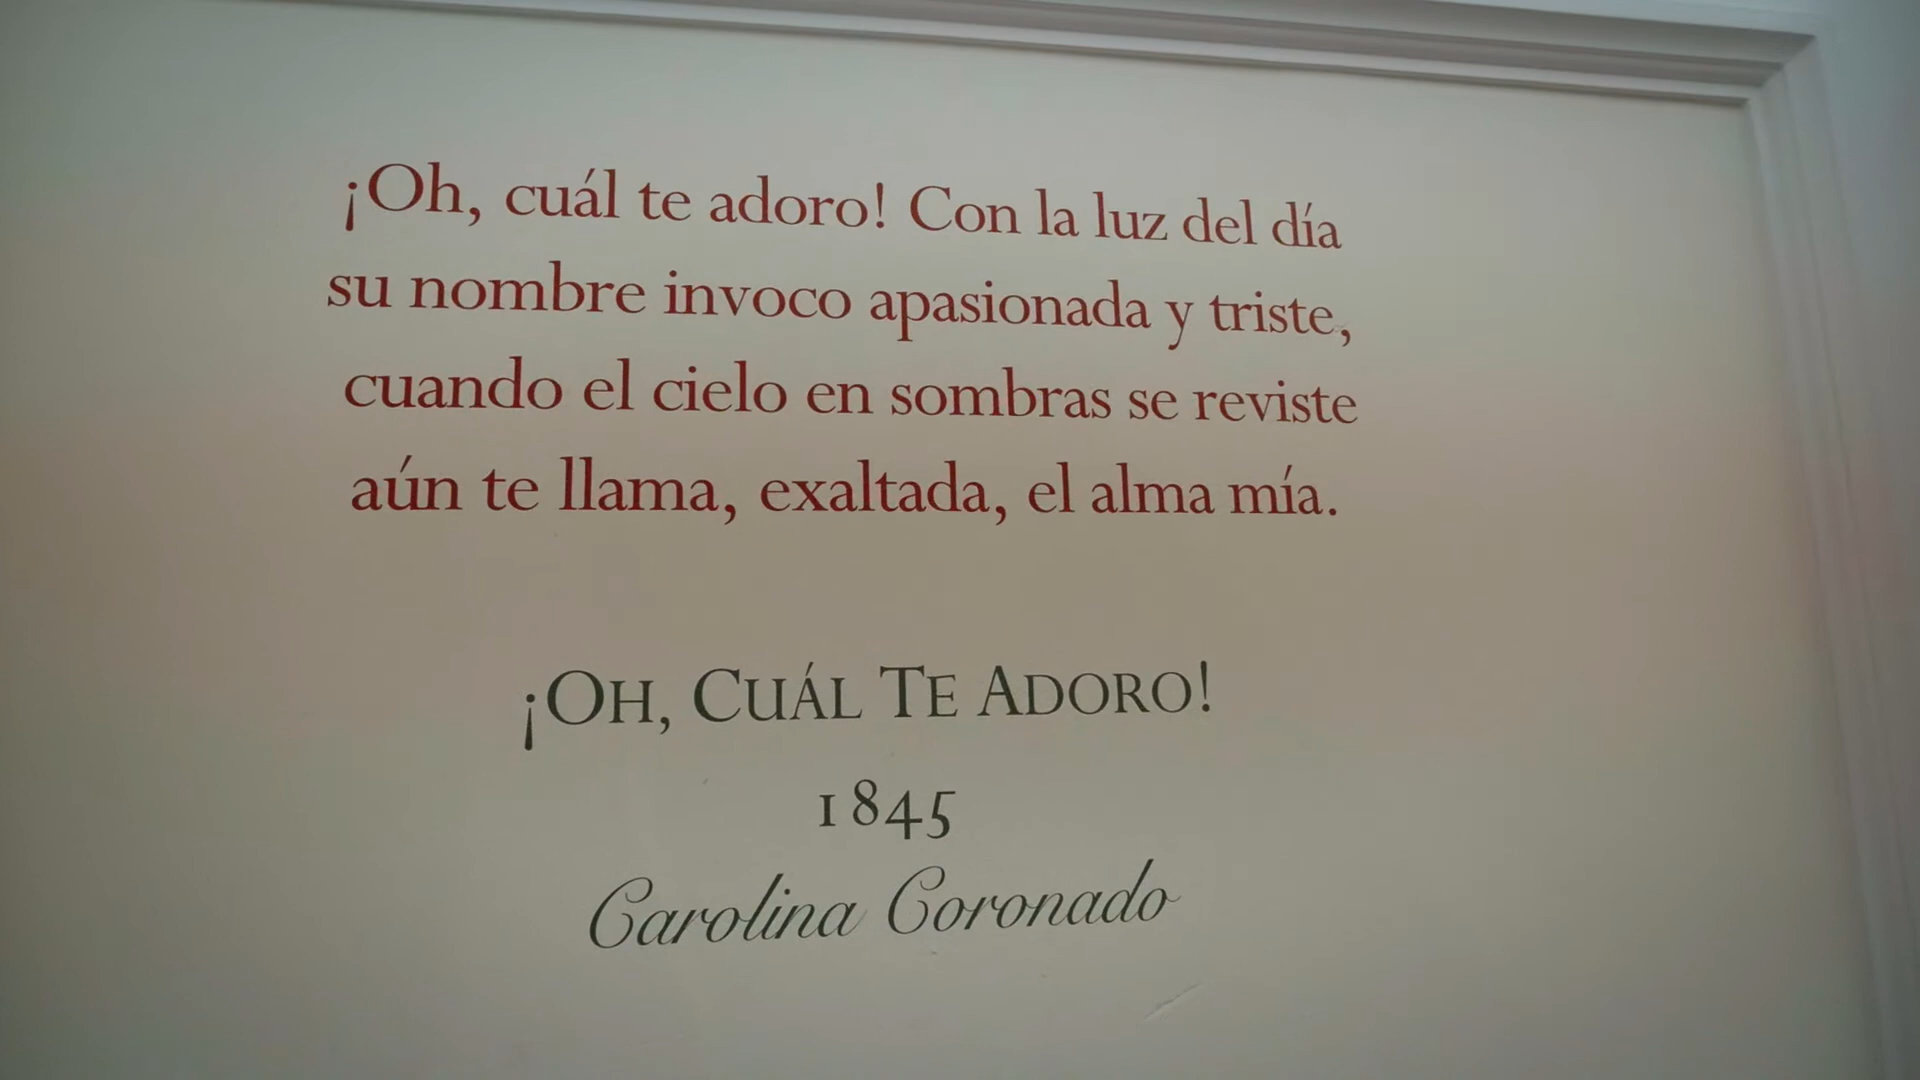 ¡Oh, cuál te adoro! Con la luz del día
su nombre invoco apasionada y triste,
cuando el cielo en sombras se reviste
aún te llama, exaltada, el alma mía.
¡OH, CUÁL TE ADORO!
1845
Carolina Coronado